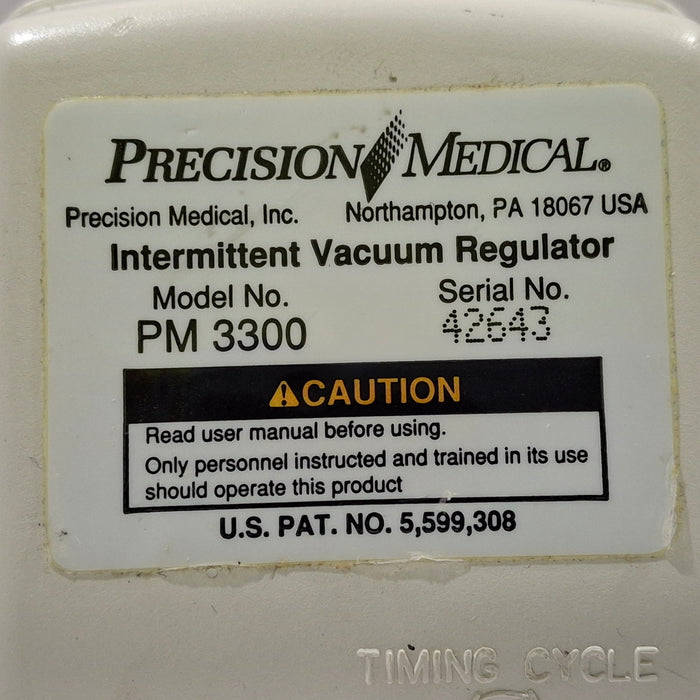 PRECISION MEDICAL®
Precision Medical, Inc. Northampton, PA 18067 USA
Intermittent Vacuum Regulator
Model No. Serial No.
PM 3300 42643
⚠CAUTION
Read user manual before using.
Only personnel instructed and trained in its use
should operate this product
U.S. PAT. NO. 5,599,308
TIMING CYCLE